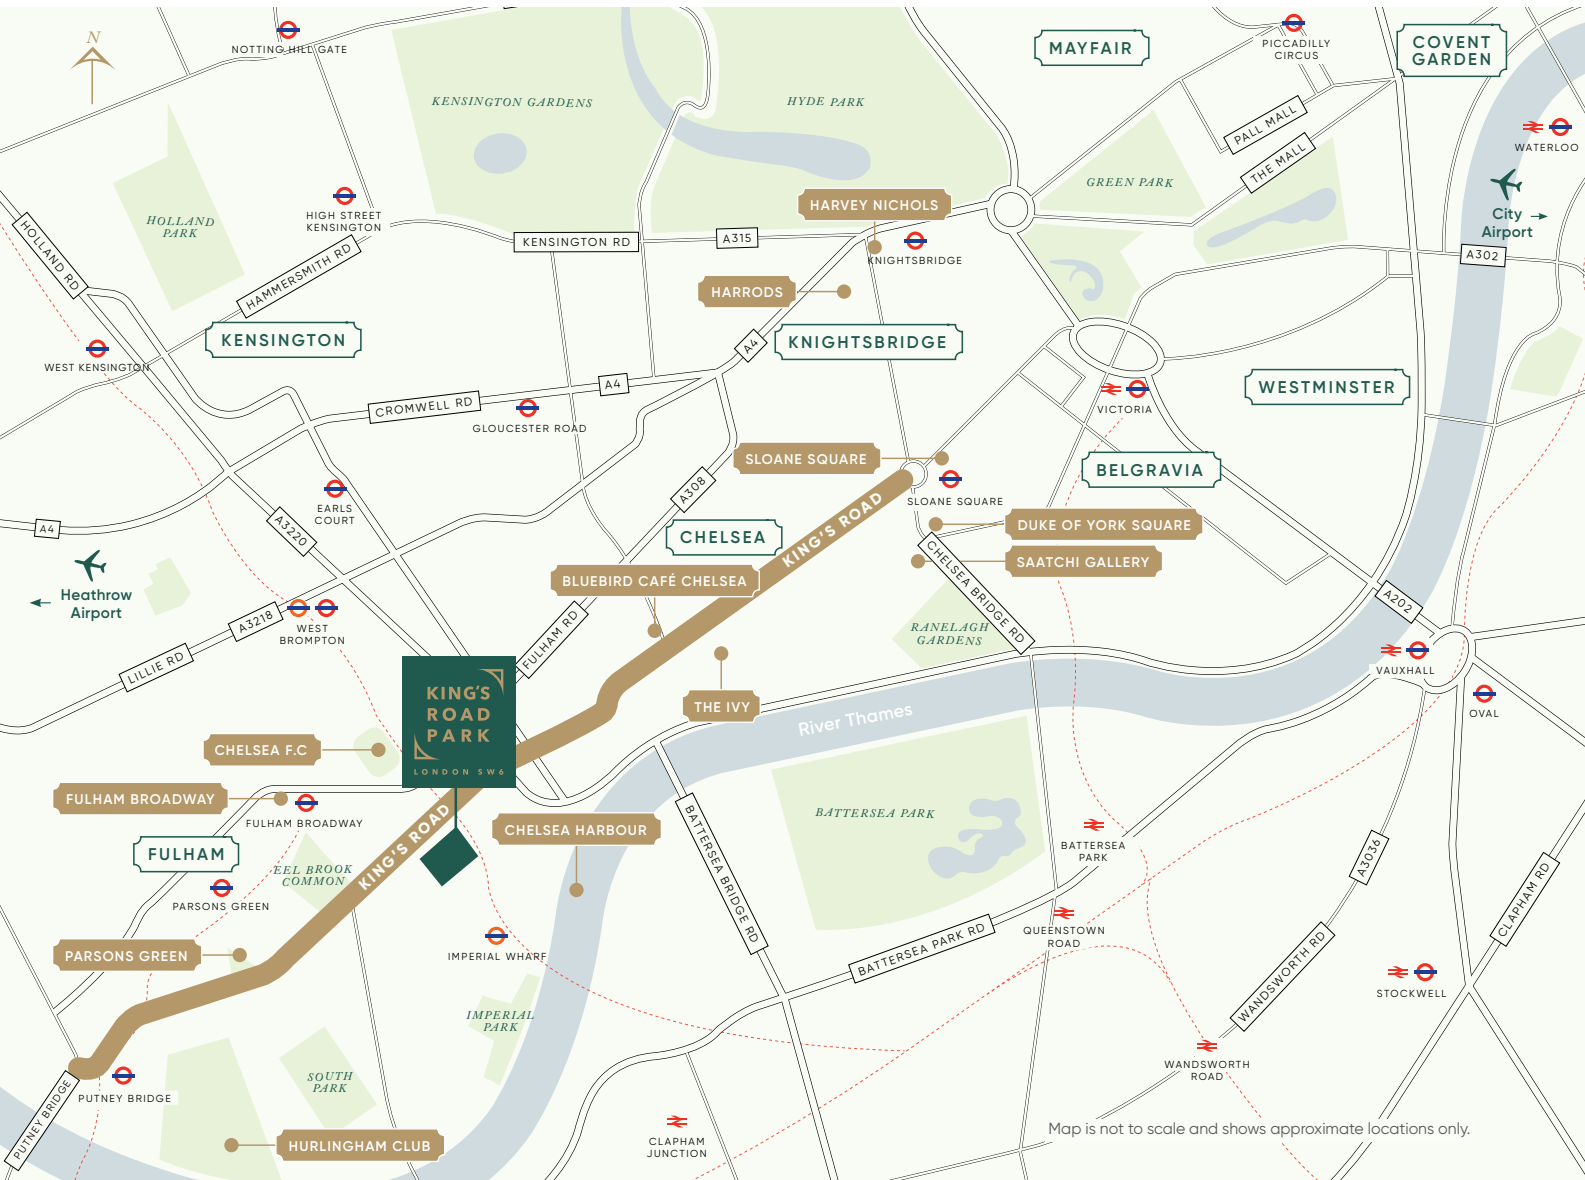 N
NOTTING HILL GATE
KENSINGTON GARDENS
HYDE PARK
MAYFAIR
PICCADILLY
CIRCUS
COVENT
GARDEN
PALL MALL
THE MALL
WATERLOO
HOLLAND
PARK
HIGH STREET
KENSINGTON
HARVEY NICHOLS
GREEN PARK
City
Airport
HOLLAND RD
HAMMERSMITH RD
KENSINGTON RD
A315
KNIGHTSBRIDGE
A302
HARRODS
KENSINGTON
KNIGHTSBRIDGE
A4
WEST KENSINGTON
A4
CROMWELL RD
GLOUCESTER ROAD
VICTORIA
WESTMINSTER
SLOANE SQUARE
BELGRAVIA
A308
SLOANE SQUARE
EARLS
COURT
A4
A3220
CHELSEA
KING'S ROAD
DUKE OF YORK SQUARE
SAATCHI GALLERY
CHELSEA BRIDGE RD
Heathrow
Airport
BLUEBIRD CAFÉ CHELSEA
A202
A3218
WEST
BROMPTON
FULHAM RD
RANELAGH
GARDENS
LILLIE RD
VAUXHALL
KING'S
ROAD
PARK
LONDON SW6
THE IVY
River Thames
OVAL
CHELSEA F.C
FULHAM BROADWAY
FULHAM BROADWAY
KING'S ROAD
CHELSEA HARBOUR
BATTERSEA BRIDGE RD
BATTERSEA PARK
BATTERSEA
PARK
A3036
FULHAM
EEL BROOK
COMMON
PARSONS GREEN
CLAPHAM RD
PARSONS GREEN
IMPERIAL WHARF
BATTERSEA PARK RD
QUEENSTOWN
ROAD
WANDSWORTH RD
STOCKWELL
IMPERIAL
PARK
WANDSWORTH
ROAD
SOUTH
PARK
PUTNEY BRIDGE
PUTNEY BRIDGE
HURLINGHAM CLUB
CLAPHAM
JUNCTION
Map is not to scale and shows approximate locations only.